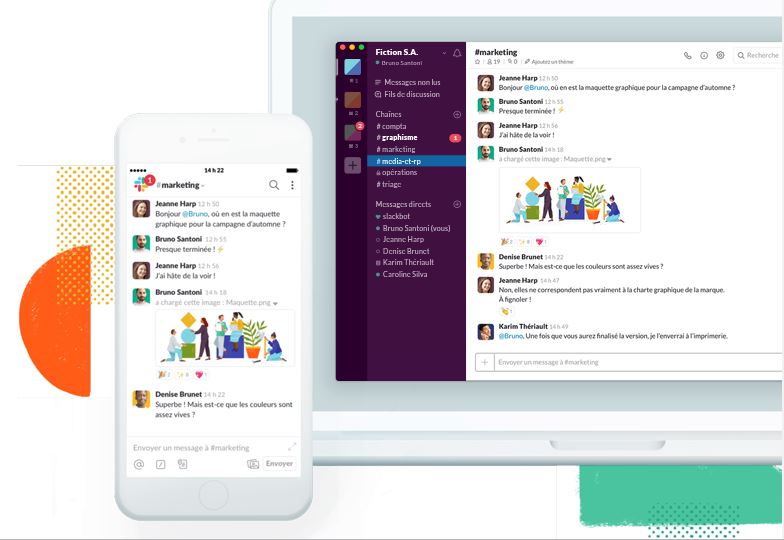 14 h 22
1
#marketing
Jeanne Harp 12 h 50
Bonjour @Bruno, où en est la maquette
graphique pour la campagne d'automne ?
Bruno Santoni 12 h 55
Presque terminée ! ⚡
Jeanne Harp 12 h 56
J'ai hâte de la voir !
Bruno Santoni 14 h 18
a chargé cette image : Maquette.png
2
8
1
Denise Brunet 14 h 22
Superbe ! Mais est-ce que les couleurs sont
assez vives ?
Envoyer un message à #marketing
Envoyer
Fiction S.A.
Bruno Santoni
Messages non lus
Fils de discussion
Chaînes
# compta
# graphisme 1
# marketing
# media-et-rp
opérations
# triage
Messages directs
slackbot
Bruno Santoni (vous)
Jeanne Harp
Denise Brunet
Karim Thériault
Caroline Silva
⌘ 1
⌘ 2
2
⌘ 3
#marketing
19 | 0 | Ajoutez un thème
Recherche
Jeanne Harp 12 h 50
Bonjour @Bruno, où en est la maquette graphique pour la campagne d'automne ?
Bruno Santoni 12 h 55
Presque terminée ! ⚡
Jeanne Harp 12 h 56
J'ai hâte de la voir !
Bruno Santoni 14 h 18
a chargé cette image : Maquette.png
2
8
1
Denise Brunet 14 h 22
Superbe ! Mais est-ce que les couleurs sont assez vives ?
Jeanne Harp 14 h 47
Non, elles ne correspondent pas vraiment à la charte graphique de la marque.
À fignoler !
1
Karim Thériault 14 h 49
@Bruno, Une fois que vous aurez finalisé la version, je l'enverrai à l'imprimerie.
Envoyer un message à #marketing